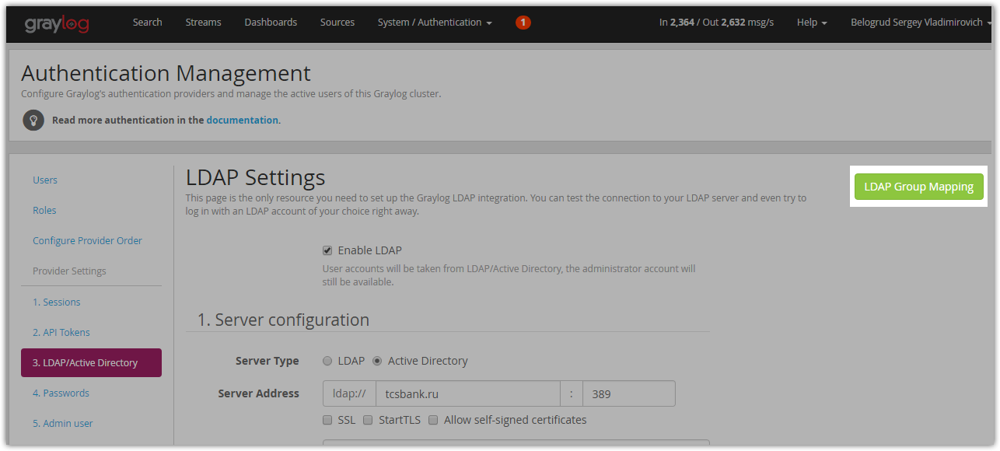 graylog Search Streams Dashboards Sources System / Authentication 1 In 2,364 / Out 2,632 msg/s Help Belogrud Sergey Vladimirovich
Authentication Management
Configure Graylog's authentication providers and manage the active users of this Graylog cluster.
Read more authentication in the documentation.
Users
Roles
Configure Provider Order
Provider Settings
1. Sessions
2. API Tokens
3. LDAP/Active Directory
4. Passwords
5. Admin user
LDAP Settings
LDAP Group Mapping
This page is the only resource you need to set up the Graylog LDAP integration. You can test the connection to your LDAP server and even try to
log in with an LDAP account of your choice right away.
Enable LDAP
User accounts will be taken from LDAP/Active Directory, the administrator account will
still be available.
1. Server configuration
Server Type LDAP Active Directory
Server Address ldap:// tcsbank.ru : 389
SSL StartTLS Allow self-signed certificates